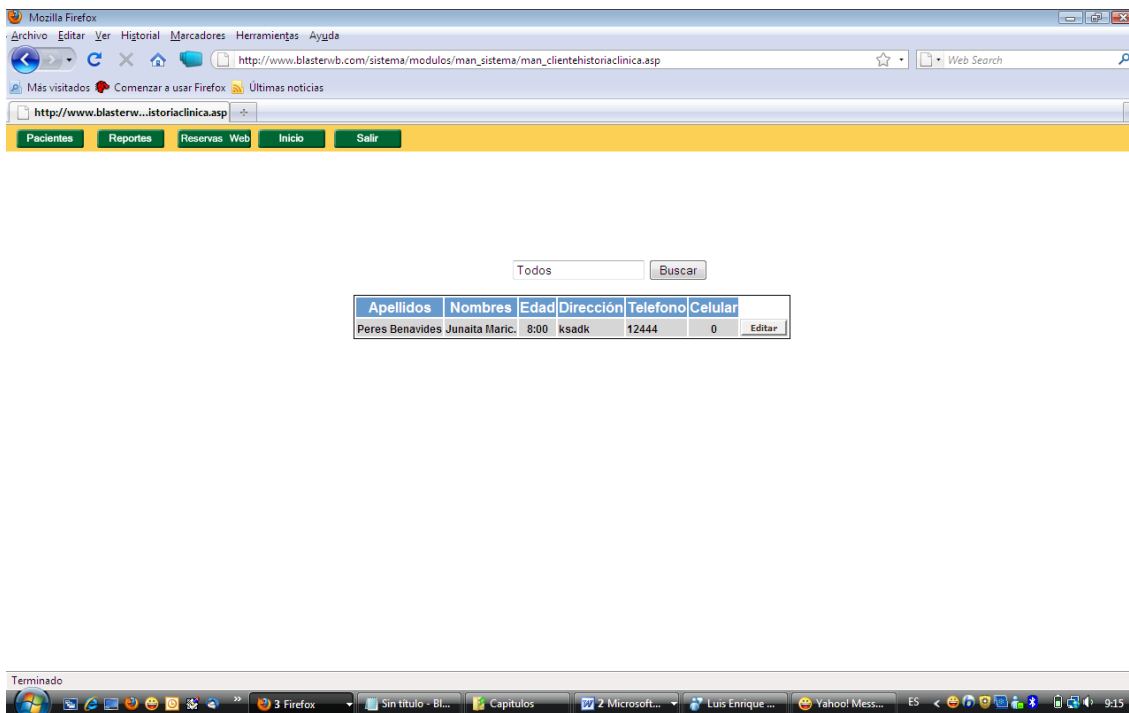 Mozilla Firefox
Archivo Editar Ver Historial Marcadores Herramientas Ayuda
http://www.blasterwb.com/sistema/modulos/man_sistema/man_clientehistoriaclinica.asp
Web Search
Más visitados Comenzar a usar Firefox Últimas noticias
http://www.blasterw...istoriaclinica.asp
Pacientes Reportes Reservas Web Inicio Salir
Todos Buscar
Apellidos Nombres Edad Dirección Telefono Celular
Peres Benavides Junaita Maric. 8:00 ksadk 12444 0 Editar
Terminado
3 Firefox Sin título - Bl... Capitulos 2 Microsoft... Luis Enrique ... Yahoo! Mess... ES 9:15